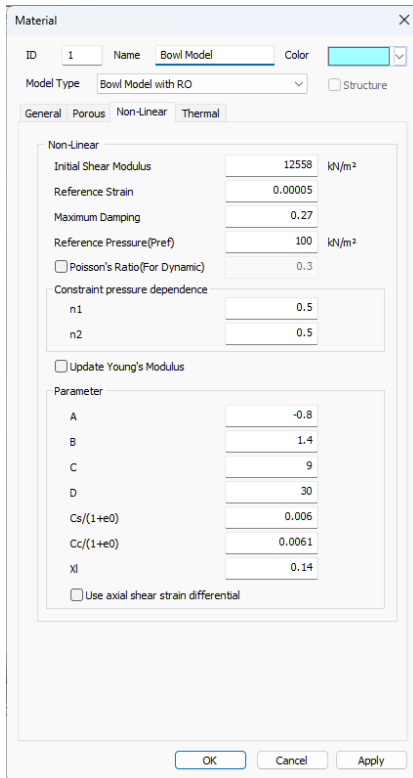 Material
ID 1 Name Bowl Model Color
Model Type Bowl Model with RO Structure
General Porous Non-Linear Thermal
Non-Linear
Initial Shear Modulus 12558 kN/m²
Reference Strain 0.00005
Maximum Damping 0.27
Reference Pressure(Pref) 100 kN/m²
Poisson's Ratio(For Dynamic) 0.3
Constraint pressure dependence
n1 0.5
n2 0.5
Update Young's Modulus
Parameter
A -0.8
B 1.4
C 9
D 30
Cs/(1+e0) 0.006
Cc/(1+e0) 0.0061
Xl 0.14
Use axial shear strain differential
OK Cancel Apply